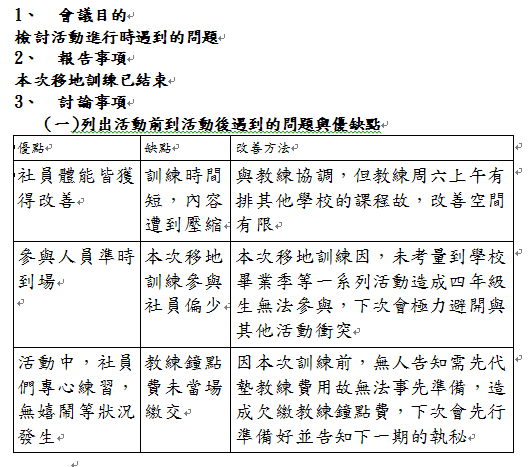 1、 會議目的
檢討活動進行時遇到的問題
2、 報告事項
本次移地訓練已結束
3、 討論事項
(一)列出活動前到活動後遇到的問題與優缺點
優點
缺點
改善方法
社員體能皆獲
得改善
訓練時間
短，內容
遭到壓縮
與教練協調，但教練周六上午有
排其他學校的課程故，改善空間
有限
參與人員準時
到場
本次移地
訓練參與
社員偏少
本次移地訓練因，未考量到學校
畢業季等一系列活動造成四年級
生無法參與，下次會極力避開與
其他活動衝突
活動中，社員
們專心練習，
無嬉鬧等狀況
發生
教練鐘點
費未當場
繳交
因本次訓練前，無人告知需先代
墊教練費用故無法事先準備，造
成欠繳教練鐘點費，下次會先行
準備好並告知下一期的執秘